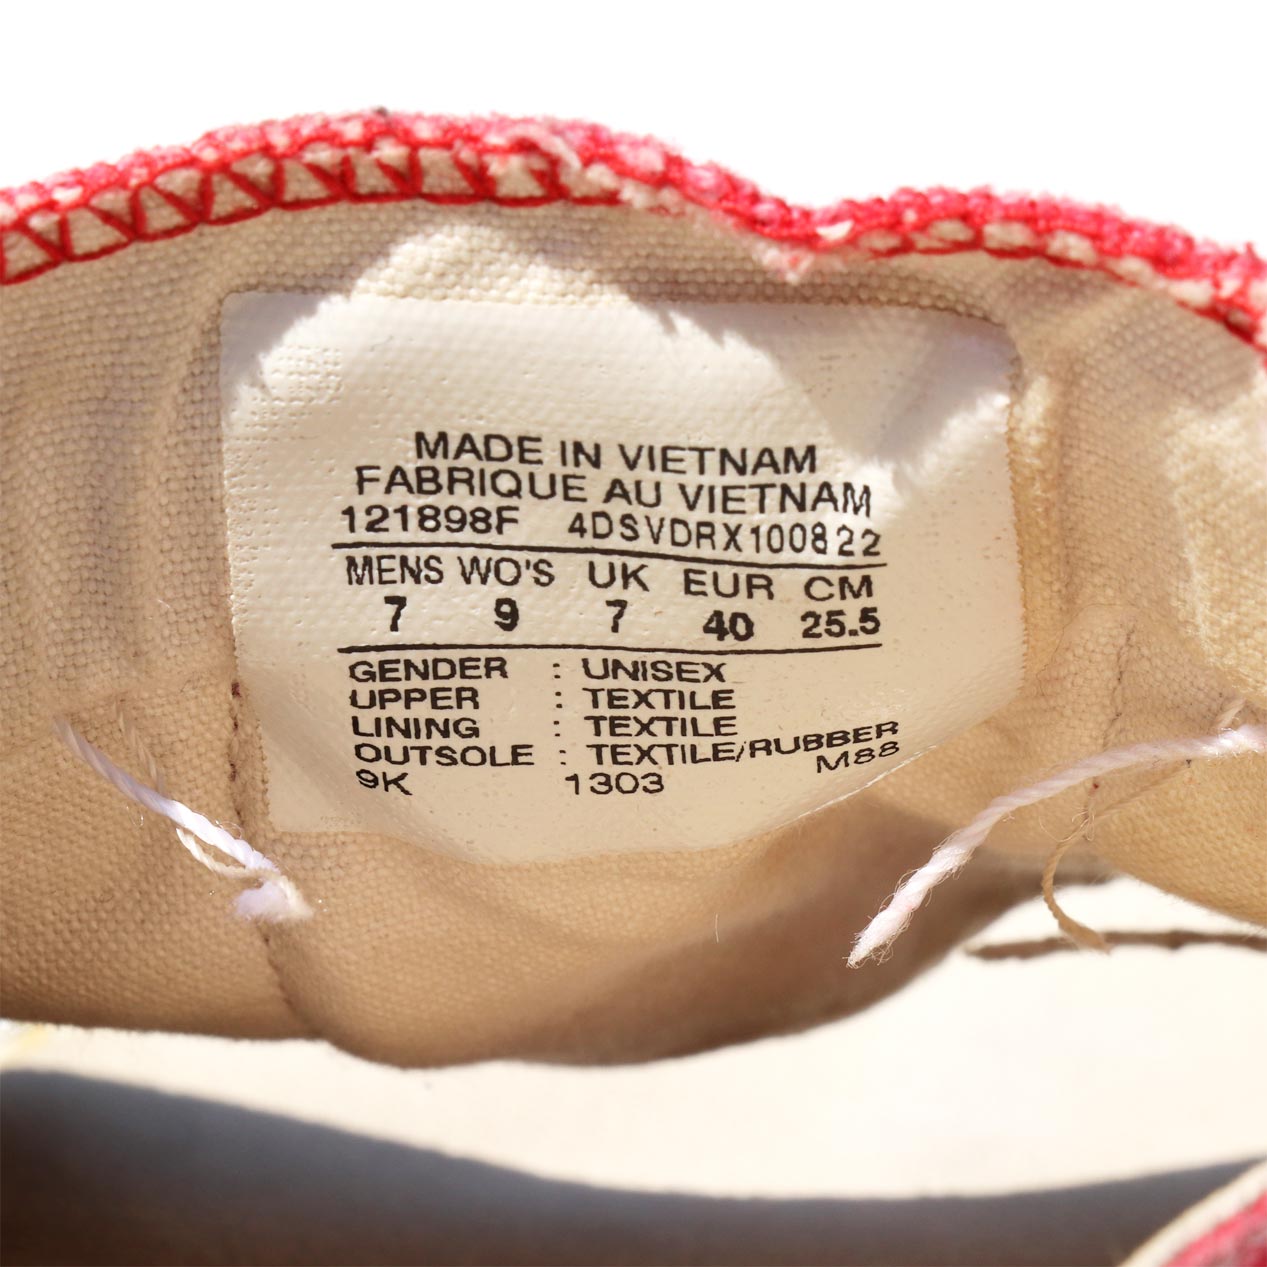 MADE IN VIETNAM
FABRIQUE AU VIETNAM
121898F 4DSVDRX100822
MENS WO'S UK EUR CM
7 9 7 40 25.5
GENDER : UNISEX
UPPER : TEXTILE
LINING : TEXTILE
OUTSOLE : TEXTILE/RUBBER
9K 1303 M88